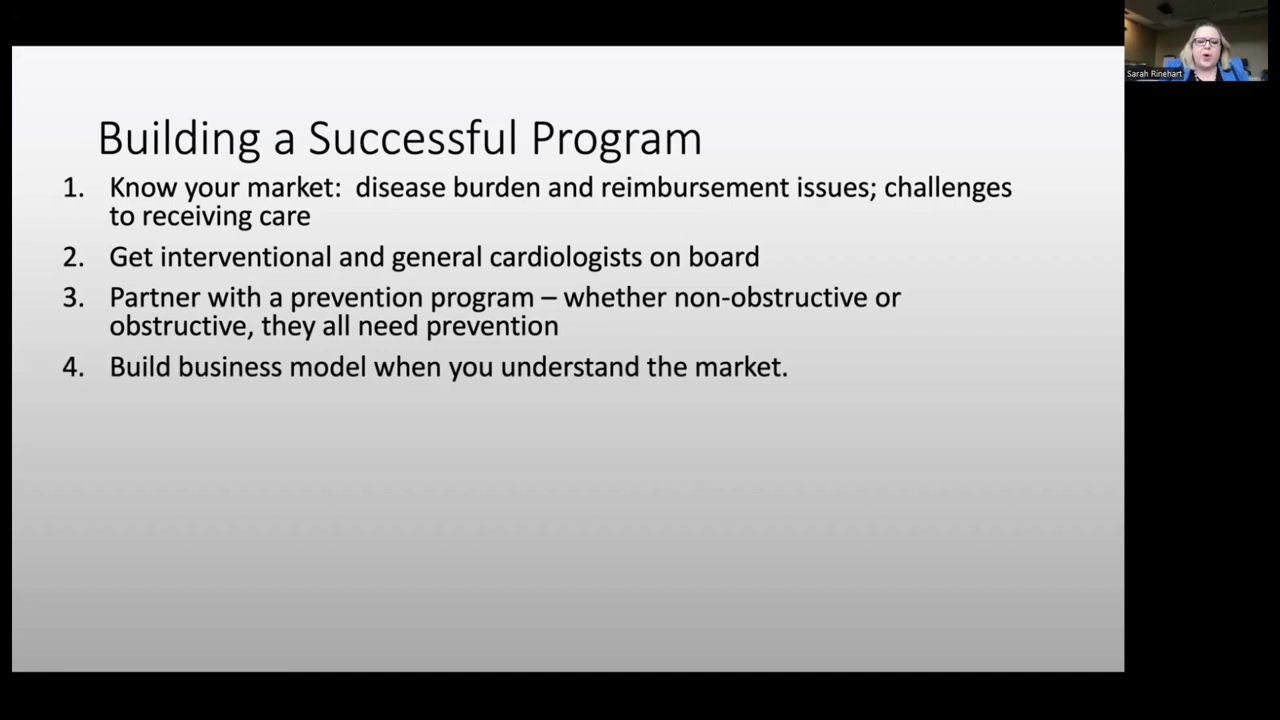 Building a Successful Program
1. Know your market:  disease burden and reimbursement issues; challenges
to receiving care
2. Get interventional and general cardiologists on board
3. Partner with a prevention program – whether non-obstructive or
obstructive, they all need prevention
4. Build business model when you understand the market.
Sarah Rinehart